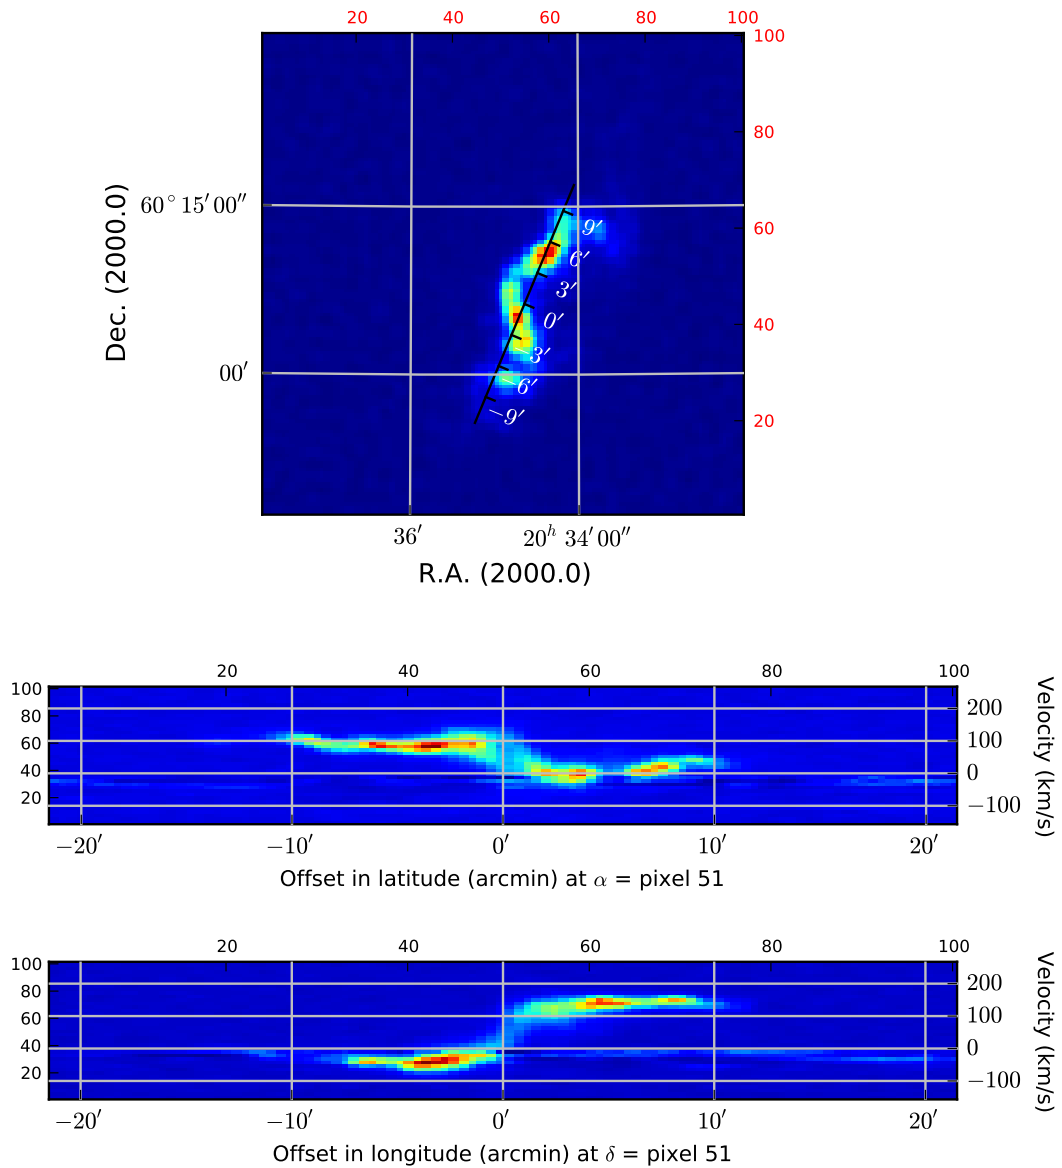 20 40 60 80 100
100
80
60° 15′ 00″
60
9′
6′
3′
0′
−3′
−6′
−9′
Dec. (2000.0)
40
00′
20
36′ 20h 34′ 00″
R.A. (2000.0)
20 40 60 80 100
100
80
60
40
20
200
100
0
−100
Velocity (km/s)
−20′ −10′ 0′ 10′ 20′
Offset in latitude (arcmin) at α = pixel 51
20 40 60 80 100
100
80
60
40
20
200
100
0
−100
Velocity (km/s)
−20′ −10′ 0′ 10′ 20′
Offset in longitude (arcmin) at δ = pixel 51